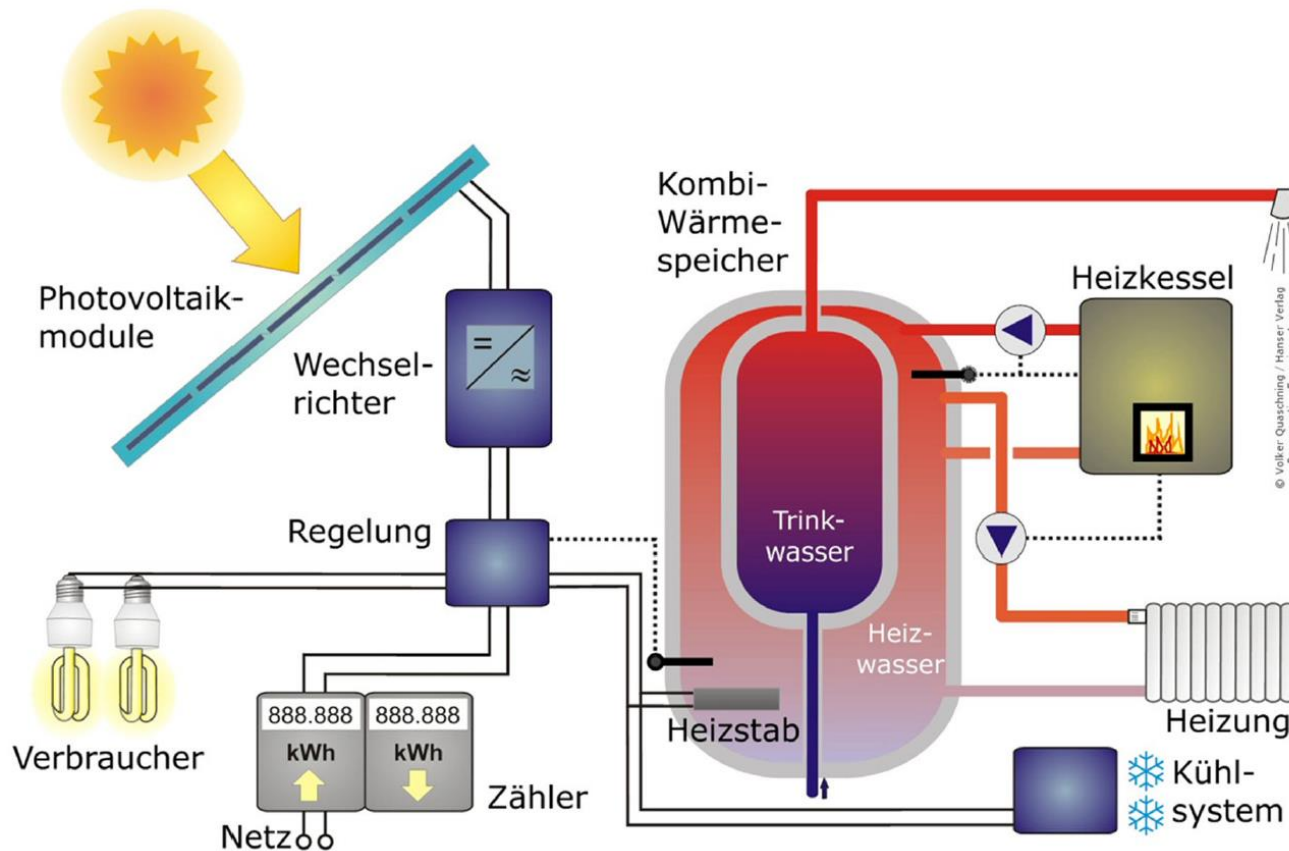 Kombi-
Wärme-
speicher
Heizkessel
Photovoltaik-
module
Wechsel-
richter
=
≈
© Volker Quaschning / Hanser Verlag
Regelung
Trink-
wasser
Heiz-
wasser
888.888
kWh
888.888
kWh
Verbraucher
Zähler
Netz
Heizstab
Heizung
Kühl-
system